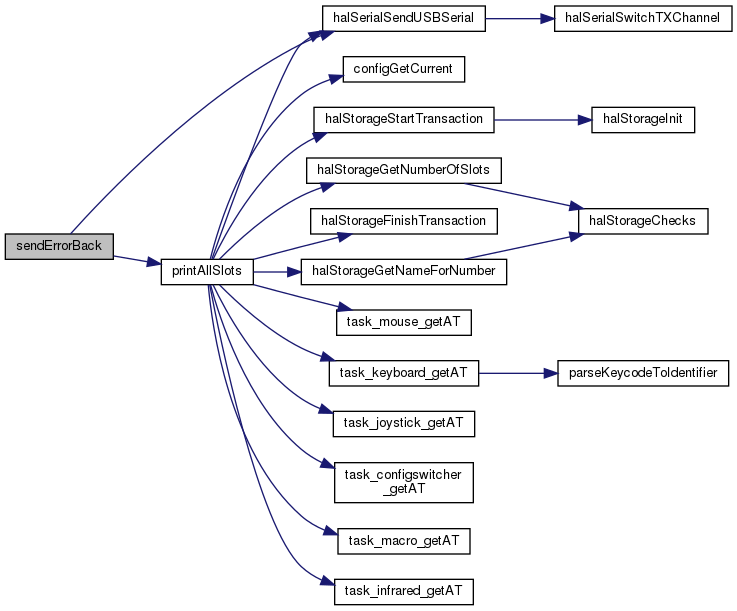 halSerialSendUSBSerial
halSerialSwitchTXChannel
configGetCurrent
halStorageStartTransaction
halStorageInit
halStorageGetNumberOfSlots
halStorageFinishTransaction
halStorageChecks
sendErrorBack
printAllSlots
halStorageGetNameForNumber
task_mouse_getAT
task_keyboard_getAT
parseKeycodeToIdentifier
task_joystick_getAT
task_configswitcher
_getAT
task_macro_getAT
task_infrared_getAT